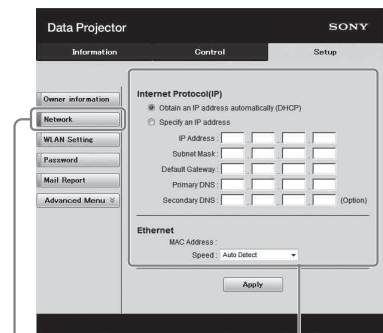 Data Projector
SONY
Information
Control
Setup
Owner information
Network
WLAN Setting
Password
Mail Report
Advanced Menu
Internet Protocol(IP)
Obtain an IP address automatically (DHCP)
Specify an IP address
IP Address :
Subnet Mask :
Default Gateway :
Primary DNS :
Secondary DNS : (Option)
Ethernet
MAC Address :
Speed : Auto Detect
Apply